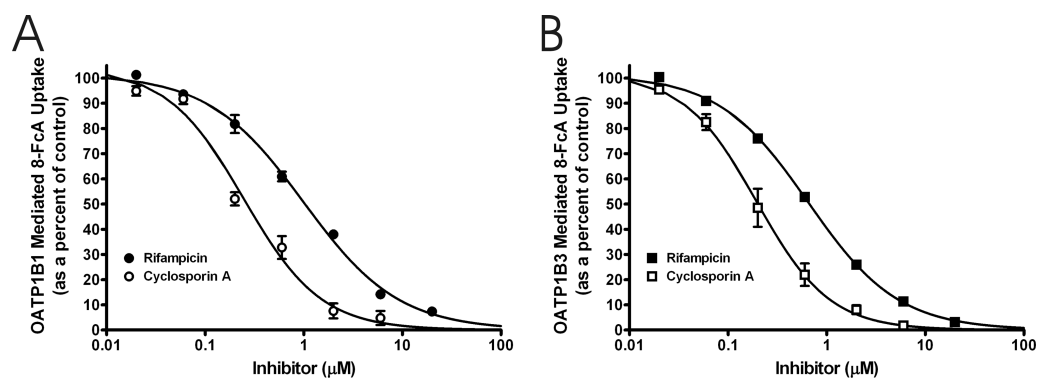 A
OATP1B1 Mediated 8-FcA Uptake
(as a percent of control)
100
90
80
70
60
50
40
30
20
10
0
Rifampicin
Cyclosporin A
0.01 0.1 1 10 100
Inhibitor (μM)
B
OATP1B3 Mediated 8-FcA Uptake
(as a percent of control)
100
90
80
70
60
50
40
30
20
10
0
Rifampicin
Cyclosporin A
0.01 0.1 1 10 100
Inhibitor (μM)